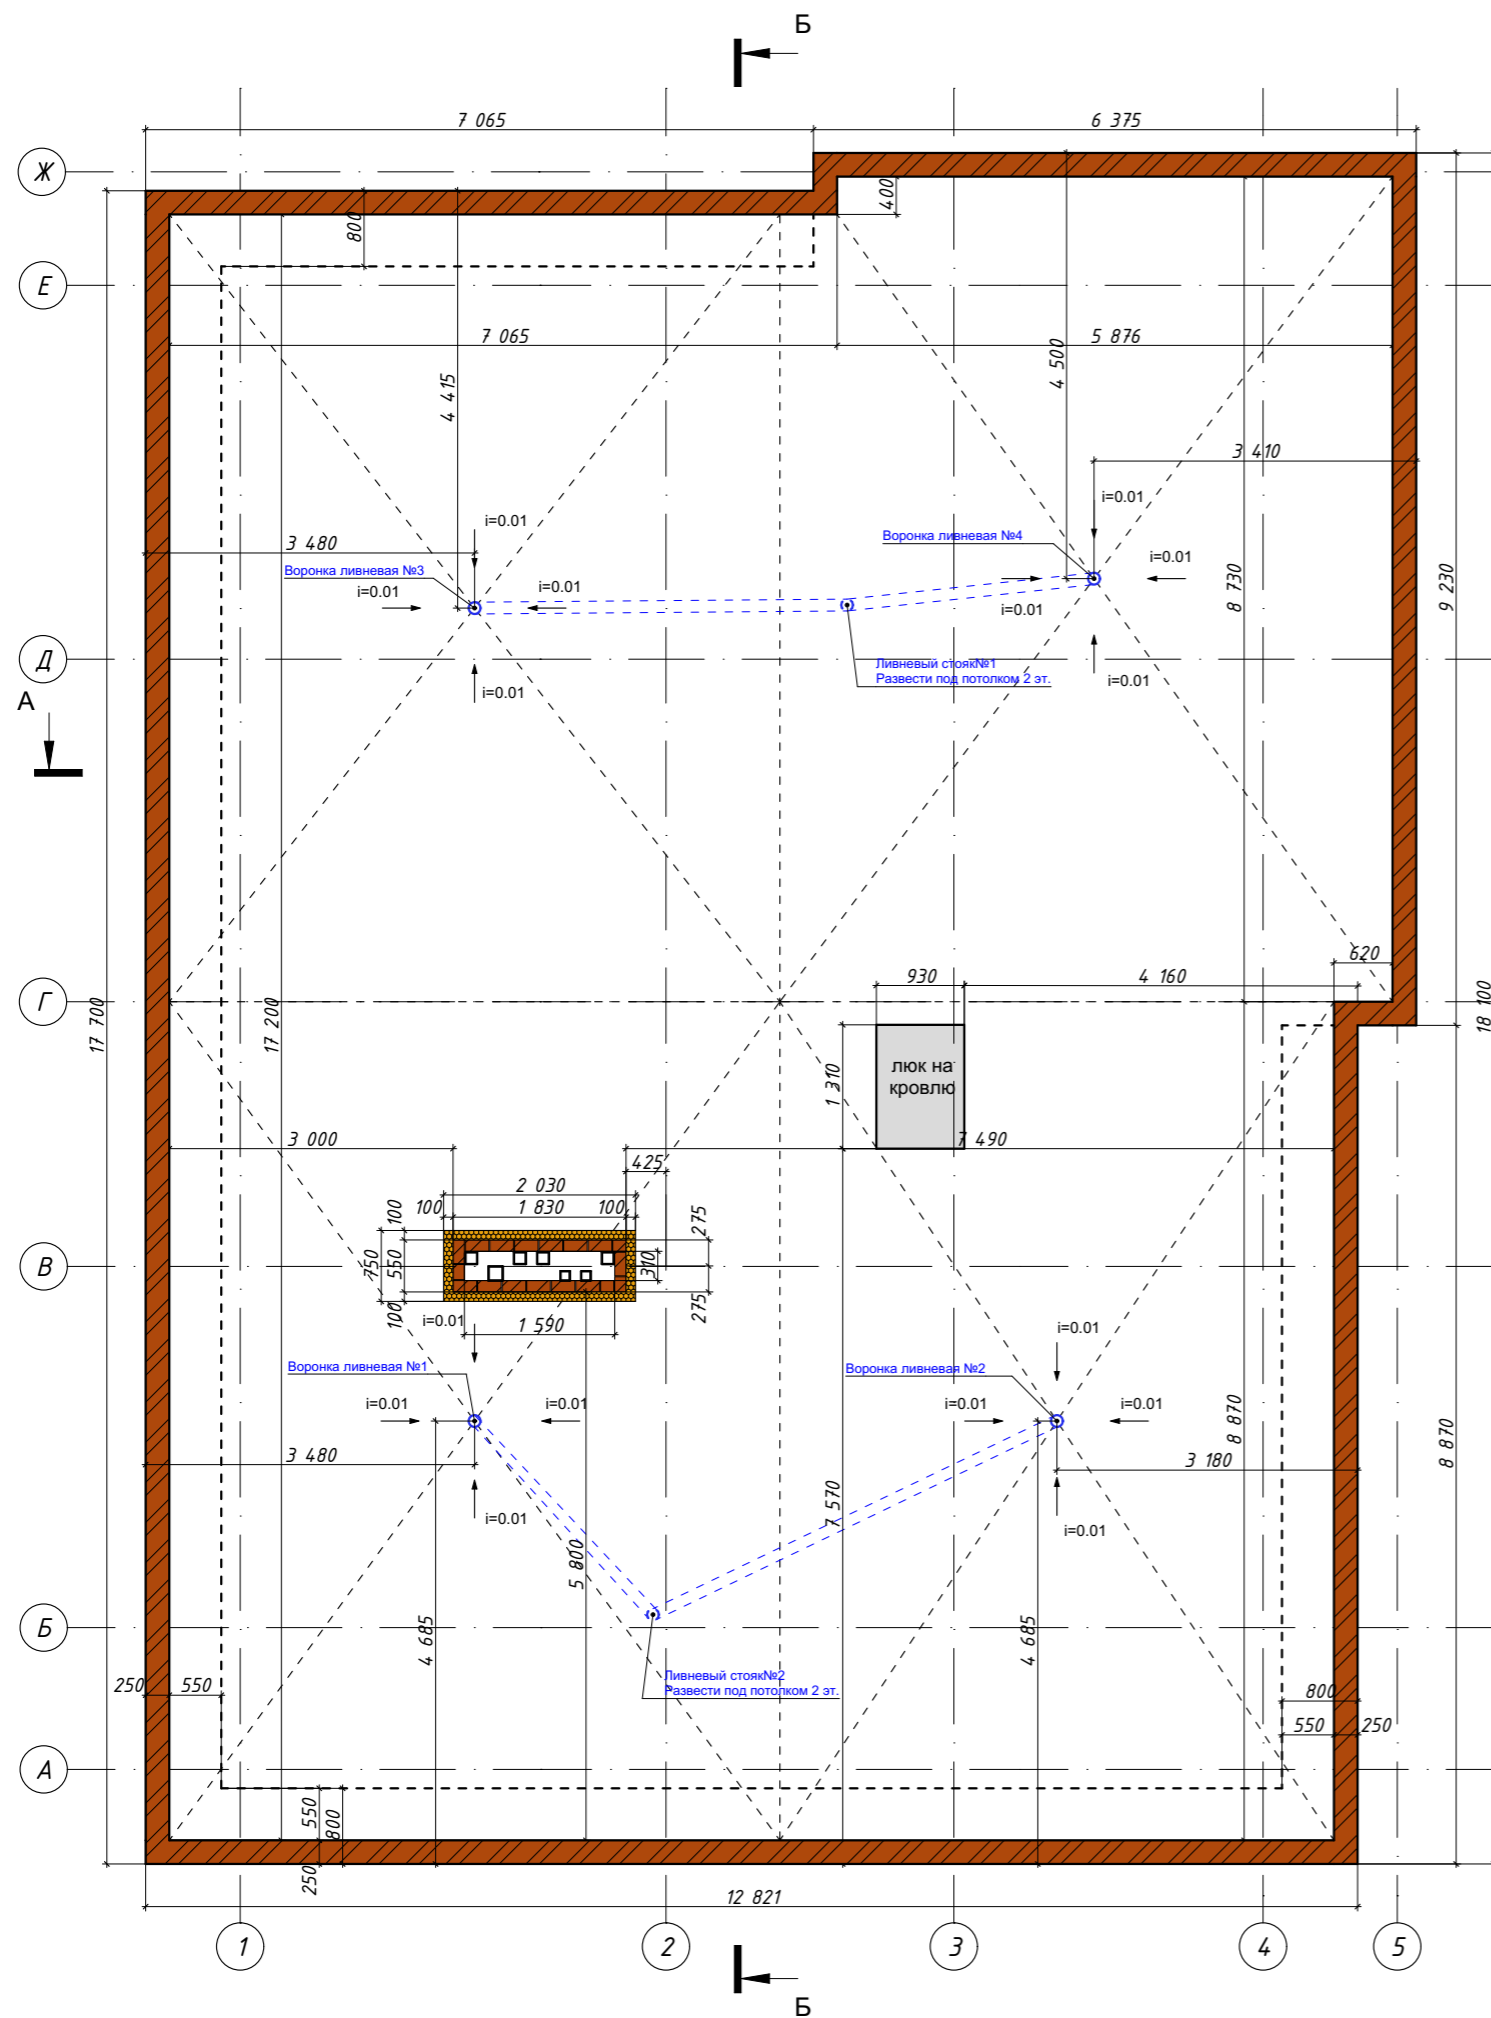 Б
7 065
6 375
Ж
400
800
Е
7 065
5 876
4 500
4 415
3 410
i=0.01
i=0.01
Воронка ливневая №4
3 480
i=0.01
Воронка ливневая №3
i=0.01
i=0.01
8 730
9 230
i=0.01
Д
Ливневый стояк№1
Развести под потолком 2 эт.
i=0.01
i=0.01
А
620
930
4 160
Г
17 700
17 200
18 100
люк на
кровлю
1 310
3 000
7 490
425
2 030
100
1 830
100
100
275
750
550
310
В
100
275
i=0.01
1 590
i=0.01
Воронка ливневая №1
Воронка ливневая №2
i=0.01
i=0.01
i=0.01
i=0.01
8 870
8 870
3 480
3 180
7 570
i=0.01
i=0.01
5 800
4 685
4 685
Б
Ливневый стояк№2
Развести под потолком 2 эт.
250
550
800
550
250
А
550
800
250
12 821
1
2
3
4
5
Б